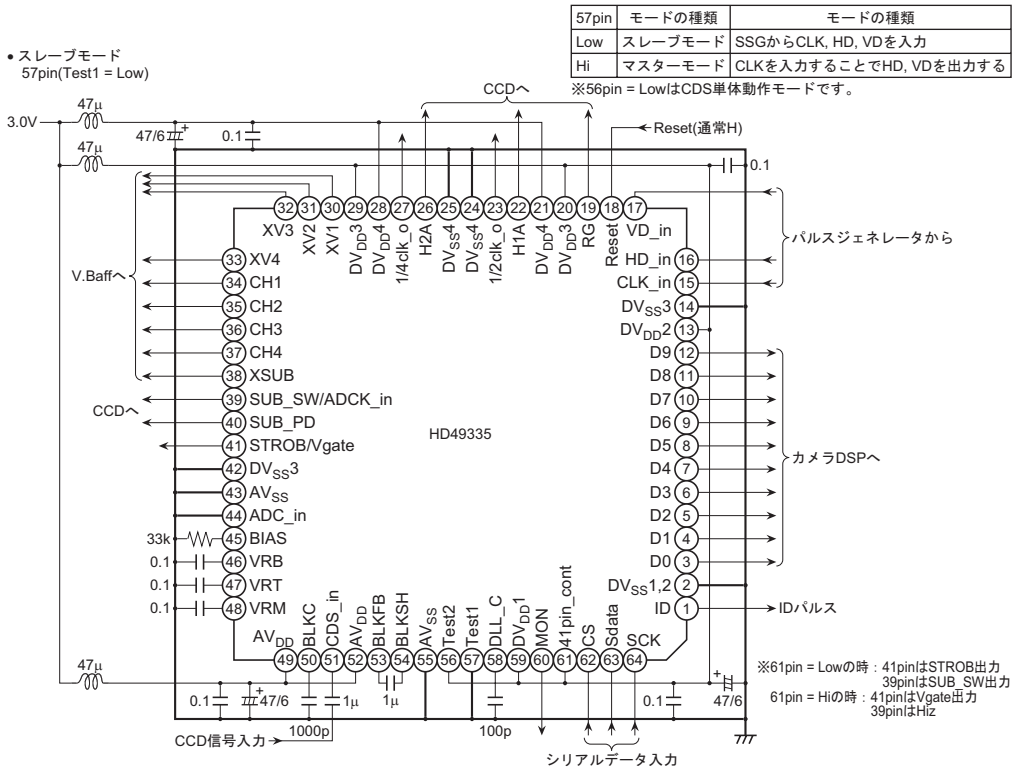 57pin モードの種類 モードの種類
Low スレーブモード SSGからCLK, HD, VDを入力
Hi マスターモード CLKを入力することでHD, VDを出力する
※56pin = LowはCDS単体動作モードです。
• スレーブモード
57pin(Test1 = Low)
3.0V
47μ
47/6
+
0.1
CCDへ
Reset(通常H)
47μ
0.1
32 31 30 29 28 27 26 25 24 23 22 21 20 19 18 17
XV3 XV2 XV1 DVDD3 DVDD4 1/4clk_o H2A DVSS4 DVSS4 1/2clk_o H1A DVDD4 DVDD3 RG Reset VD_in
V.Baffへ
33 XV4
34 CH1
35 CH2
36 CH3
37 CH4
38 XSUB
CCDへ
39 SUB_SW/ADCK_in
40 SUB_PD
41 STROB/Vgate
42 DVSS3
43 AVSS
44 ADC_in
33k 45 BIAS
0.1 46 VRB
0.1 47 VRT
0.1 48 VRM
HD49335
パルスジェネレータから
HD_in 16
CLK_in 15
DVSS3 14
DVDD2 13
D9 12
D8 11
D7 10
D6 9
D5 8
D4 7
D3 6
D2 5
D1 4
D0 3
カメラDSPへ
DVSS1,2 2
ID 1 IDパルス
AVDD BLKC CDS_in AVDD BLKFB BLKSH AVSS Test2 Test1 DLL_C DVDD1 MON 41pin_cont CS Sdata SCK
49 50 51 52 53 54 55 56 57 58 59 60 61 62 63 64
47μ
0.1
+
47/6
1000p
1μ
1μ
100p
0.1
+
47/6
CCD信号入力
シリアルデータ入力
※61pin = Lowの時 : 41pinはSTROB出力
39pinはSUB_SW出力
61pin = Hiの時 : 41pinはVgate出力
39pinはHiz